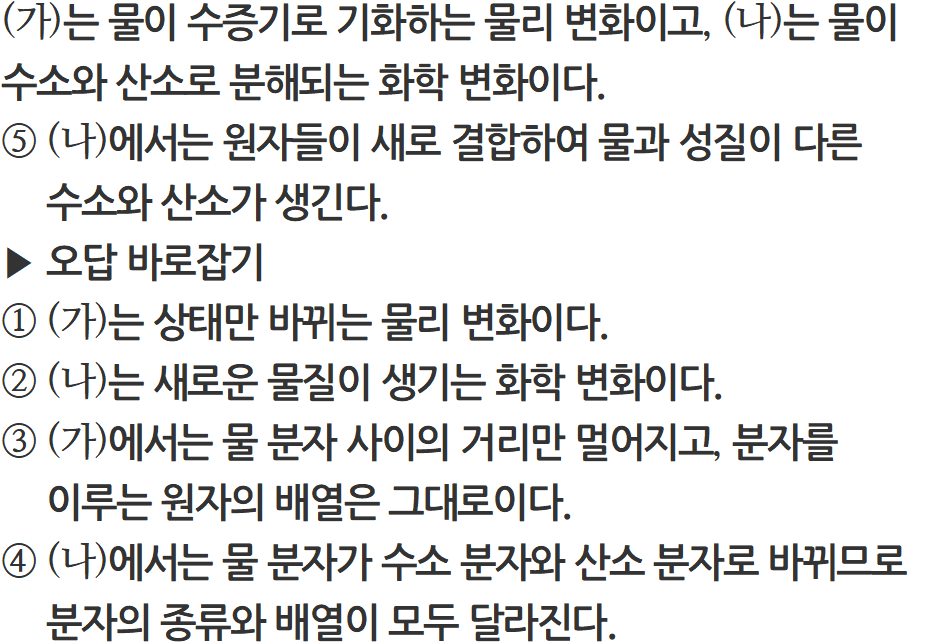 (가)는 물이 수증기로 기화하는 물리 변화이고, (나)는 물이
수소와 산소로 분해되는 화학 변화이다.
⑤ (나)에서는 원자들이 새로 결합하여 물과 성질이 다른
수소와 산소가 생긴다.
▶ 오답 바로잡기
① (가)는 상태만 바뀌는 물리 변화이다.
② (나)는 새로운 물질이 생기는 화학 변화이다.
③ (가)에서는 물 분자 사이의 거리만 멀어지고, 분자를
이루는 원자의 배열은 그대로이다.
④ (나)에서는 물 분자가 수소 분자와 산소 분자로 바뀌므로
분자의 종류와 배열이 모두 달라진다.